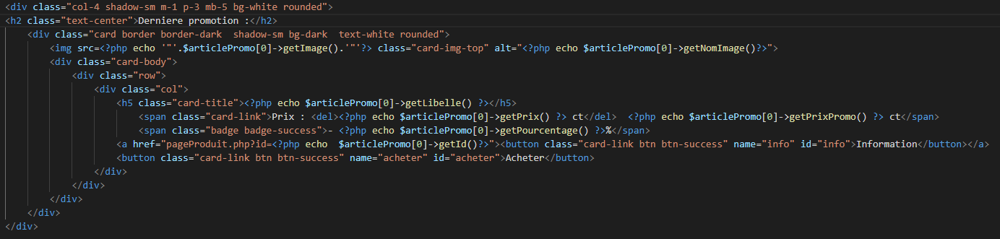 <div class="col-4 shadow-sm m-1 p-3 mb-5 bg-white rounded">
<h2 class="text-center">Derniere promotion :</h2>
    <div class="card border border-dark  shadow-sm bg-dark  text-white rounded">
        <img src=<?php echo '"'.$articlePromo[0]->getImage().'"'?> class="card-img-top" alt="<?php echo $articlePromo[0]->getNomImage()?>">
        <div class="card-body">
            <div class="row">
                <div class="col">
                    <h5 class="card-title"><?php echo $articlePromo[0]->getLibelle() ?></h5>
                        <span class="card-link">Prix : <del><?php echo $articlePromo[0]->getPrix() ?> ct</del>  <?php echo $articlePromo[0]->getPrixPromo() ?> ct</span>
                        <span class="badge badge-success">- <?php echo $articlePromo[0]->getPourcentage() ?>%</span>
                    <a href="pageProduit.php?id=<?php echo  $articlePromo[0]->getId()?>"><button class="card-link btn btn-success" name="info" id="info">Information</button></a>
                    <button class="card-link btn btn-success" name="acheter" id="acheter">Acheter</button>
                </div>
            </div>
        </div>
    </div>
</div>